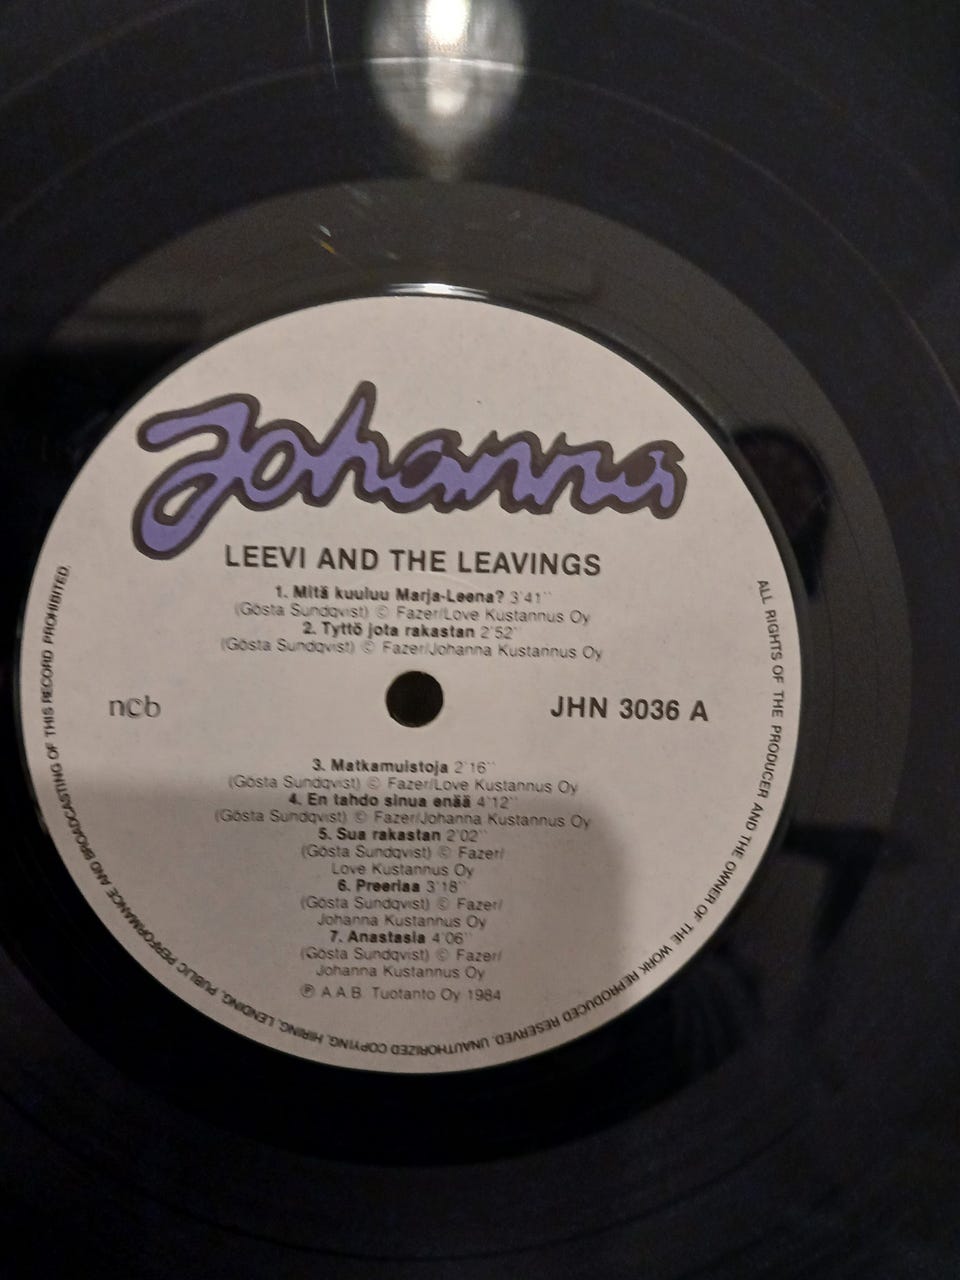 Johanna
LEEVI AND THE LEAVINGS
1. Mitä kuuluu Marja-Leena? 3'41''
(Gösta Sundqvist) © Fazer/Love Kustannus Oy
2. Tyttö jota rakastan 2'52''
(Gösta Sundqvist) © Fazer/Johanna Kustannus Oy
ncb
JHN 3036 A
3. Matkamuistoja 2'16''
(Gösta Sundqvist) © Fazer/Love Kustannus Oy
4. En tahdo sinua enää 4'12''
(Gösta Sundqvist) © Fazer/Johanna Kustannus Oy
5. Sua rakastan 2'02''
(Gösta Sundqvist) © Fazer/
Love Kustannus Oy
6. Preeriaa 3'18''
(Gösta Sundqvist) © Fazer/
Johanna Kustannus Oy
7. Anastasia 4'06''
(Gösta Sundqvist) © Fazer/
Johanna Kustannus Oy
℗ A.A.B. Tuotanto Oy 1984
ALL RIGHTS OF THE PRODUCER AND THE OWNER OF THE WORK REPRODUCED RESERVED. UNAUTHORIZED COPYING, HIRING, LENDING, PUBLIC PERFORMANCE AND BROADCASTING OF THIS RECORD PROHIBITED.